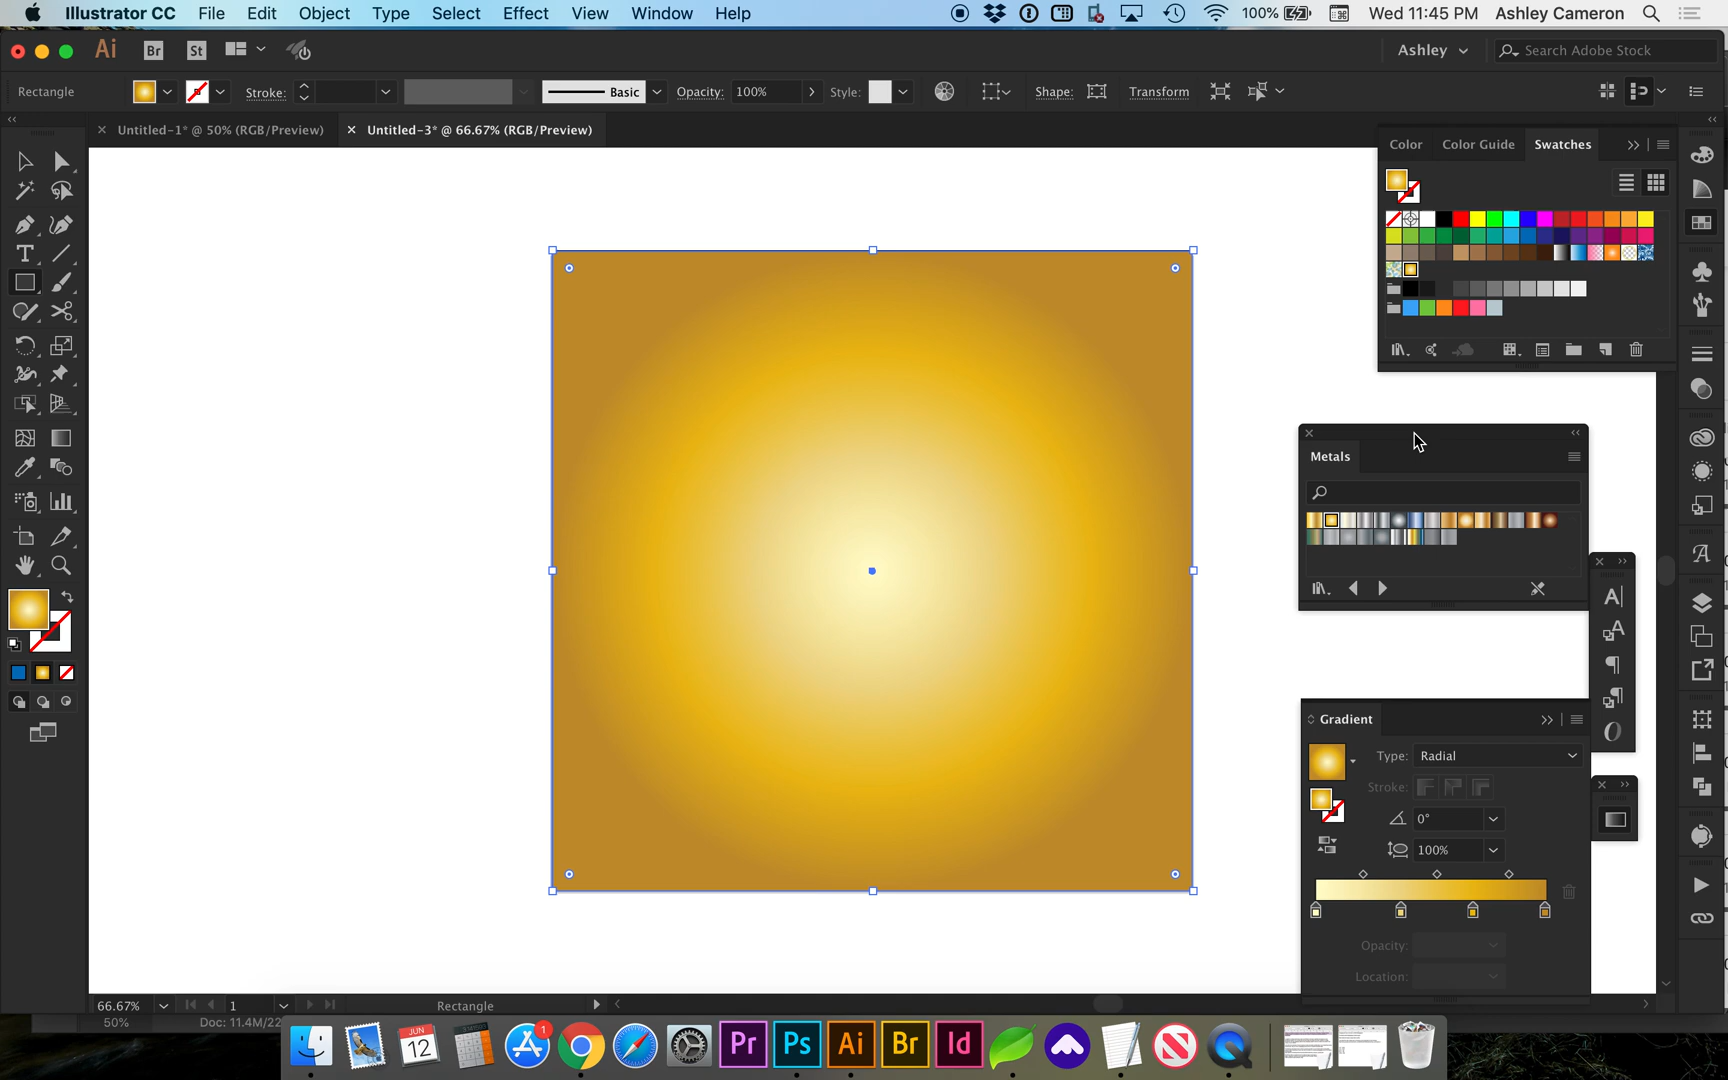 Illustrator CC File Edit Object Type Select Effect View Window Help 100% Wed 11:45 PM Ashley Cameron
Ai Br St Ashley Search Adobe Stock
Rectangle Stroke: Basic Opacity: 100% Style: Shape: Transform
Untitled-1* @ 50% (RGB/Preview) Untitled-3* @ 66.67% (RGB/Preview)
Color Color Guide Swatches
Metals
Gradient
Type: Radial
Stroke:
0°
100%
Opacity:
Location:
66.67% 1 Rectangle
50% Doc: 11.4M/22
JUN
12
1
Pr Ps Ai Br Id